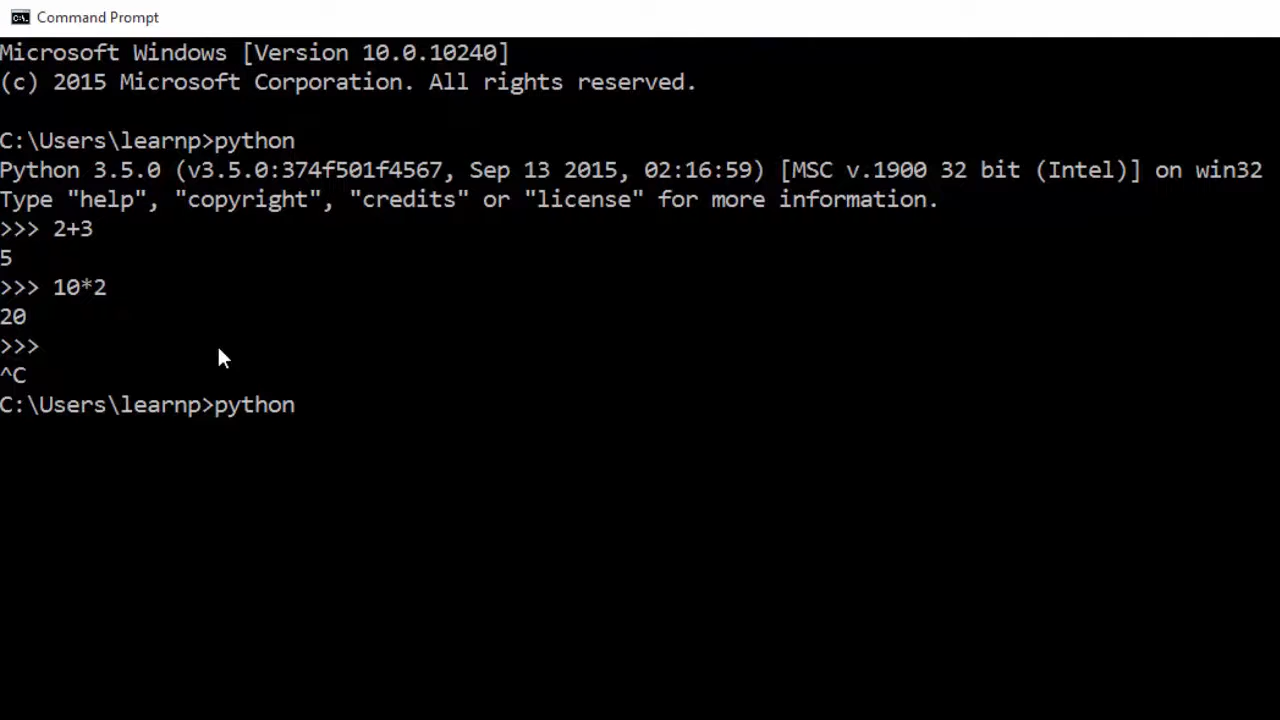 Command Prompt
Microsoft Windows [Version 10.0.10240]
(c) 2015 Microsoft Corporation. All rights reserved.
C:\Users\learnp>python
Python 3.5.0 (v3.5.0:374f501f4567, Sep 13 2015, 02:16:59) [MSC v.1900 32 bit (Intel)] on win32
Type "help", "copyright", "credits" or "license" for more information.
>>> 2+3
5
>>> 10*2
20
>>>
^C
C:\Users\learnp>python